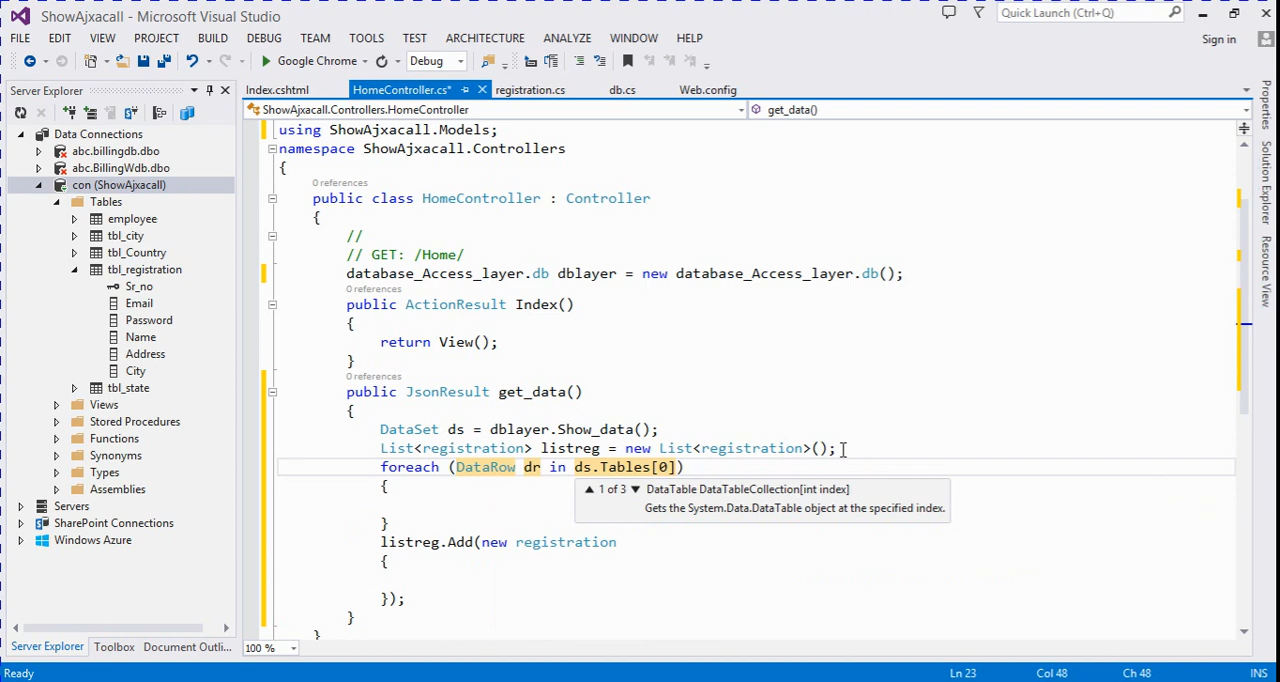 ShowAjxacall - Microsoft Visual Studio
Quick Launch (Ctrl+Q)
FILE EDIT VIEW PROJECT BUILD DEBUG TEAM TOOLS TEST ARCHITECTURE ANALYZE WINDOW HELP
Sign in
Google Chrome
Debug
Server Explorer
Data Connections
abc.billingdb.dbo
abc.BillingWdb.dbo
con (ShowAjxacall)
Tables
employee
tbl_city
tbl_Country
tbl_registration
Sr_no
Email
Password
Name
Address
City
tbl_state
Views
Stored Procedures
Functions
Synonyms
Types
Assemblies
Servers
SharePoint Connections
Windows Azure
Server Explorer Toolbox Document Outli...
Index.cshtml HomeController.cs* registration.cs db.cs Web.config
ShowAjxacall.Controllers.HomeController
get_data()
using ShowAjxacall.Models;
namespace ShowAjxacall.Controllers
{
0 references
public class HomeController : Controller
{
//
// GET: /Home/
database_Access_layer.db dblayer = new database_Access_layer.db();
0 references
public ActionResult Index()
{
return View();
}
0 references
public JsonResult get_data()
{
DataSet ds = dblayer.Show_data();
List<registration> listreg = new List<registration>();
foreach (DataRow dr in ds.Tables[0])
{
1 of 3 DataTable DataTableCollection[int index]
Gets the System.Data.DataTable object at the specified index.
}
listreg.Add(new registration
{
});
}
}
100 %
Properties
Solution Explorer
Resource View
Ready
Ln 23 Col 48 Ch 48 INS